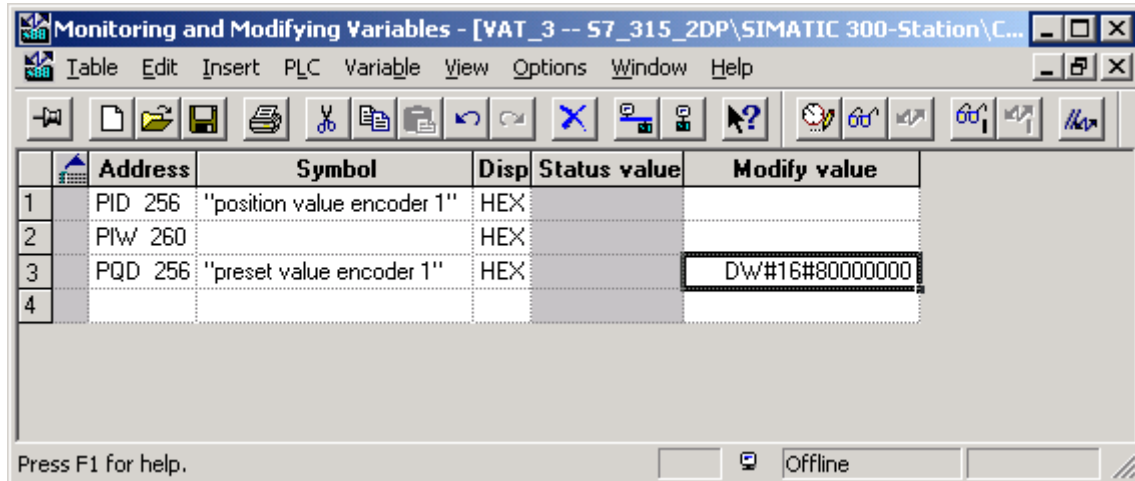 Monitoring and Modifying Variables - [VAT_3 -- S7_315_2DP\SIMATIC 300-Station\C...
Table Edit Insert PLC Variable View Options Window Help
Address Symbol Disp Status value Modify value
1 PID 256 "position value encoder 1" HEX
2 PIW 260 HEX
3 PQD 256 "preset value encoder 1" HEX DW#16#80000000
4
Press F1 for help. Offline